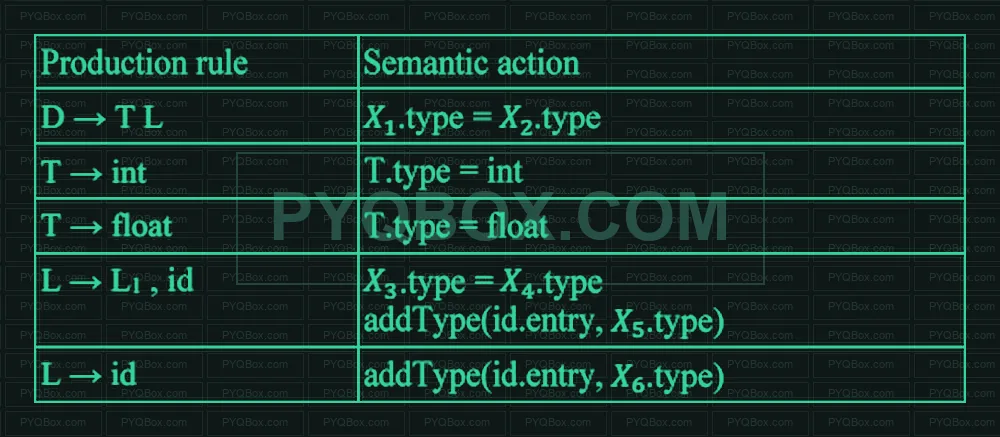 Production rule Semantic action
D → T L X₁.type = X₂.type
T → int T.type = int
T → float T.type = float
L → L₁ , id X₃.type = X₄.type
addType(id.entry, X₅.type)
L → id addType(id.entry, X₆.type)
PYQBOX.COM